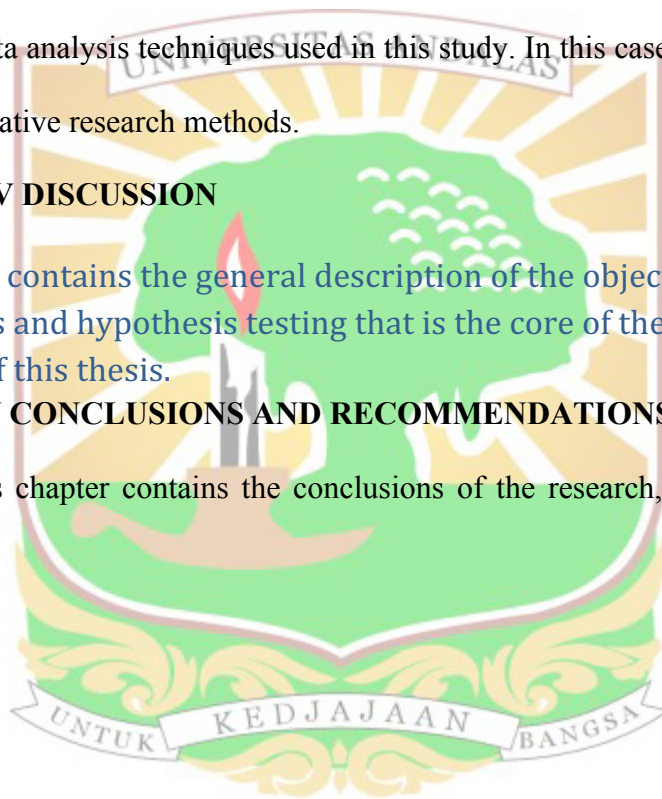 ta analysis techniques used in this study. In this case
UNIVERSITAS ANDALAS
ative research methods.
V DISCUSSION
contains the general description of the objec
s and hypothesis testing that is the core of the
f this thesis.
CONCLUSIONS AND RECOMMENDATIONS
s chapter contains the conclusions of the research,
UNTUK KEDJAJAAN BANGSA